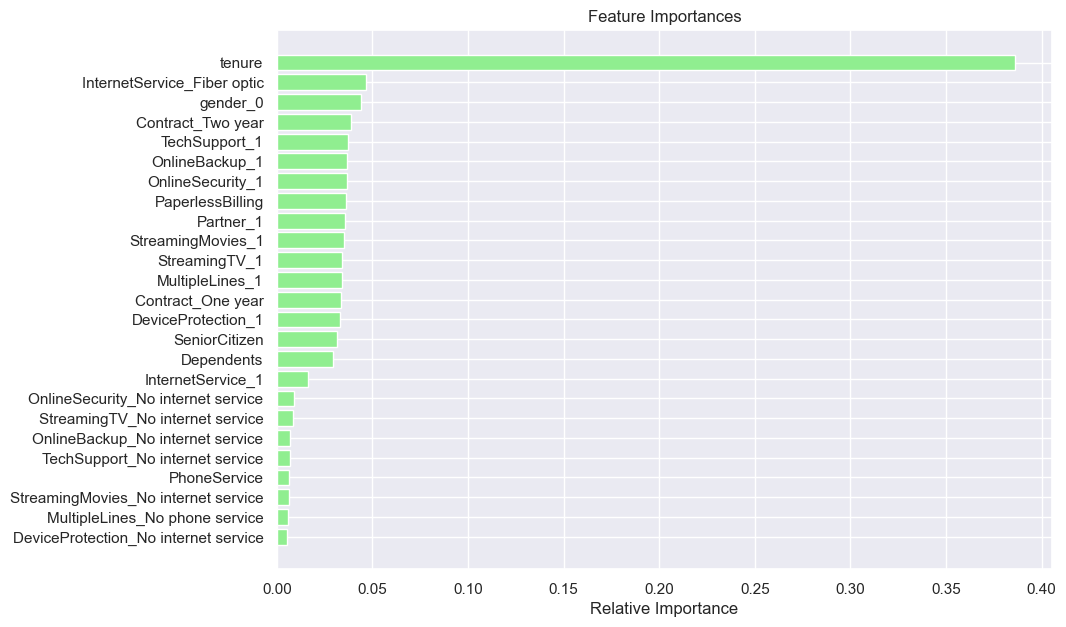 Feature Importances
tenure
InternetService_Fiber optic
gender_0
Contract_Two year
TechSupport_1
OnlineBackup_1
OnlineSecurity_1
PaperlessBilling
Partner_1
StreamingMovies_1
StreamingTV_1
MultipleLines_1
Contract_One year
DeviceProtection_1
SeniorCitizen
Dependents
InternetService_1
OnlineSecurity_No internet service
StreamingTV_No internet service
OnlineBackup_No internet service
TechSupport_No internet service
PhoneService
StreamingMovies_No internet service
MultipleLines_No phone service
DeviceProtection_No internet service
0.00 0.05 0.10 0.15 0.20 0.25 0.30 0.35 0.40
Relative Importance